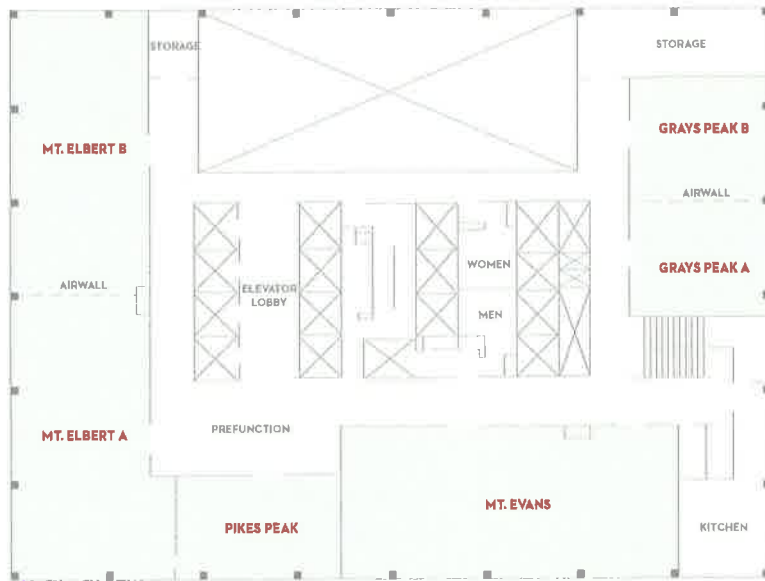 STORAGE
STORAGE
MT. ELBERT B
GRAYS PEAK B
AIRWALL
WOMEN
GRAYS PEAK A
AIRWALL
ELEVATOR
LOBBY
MEN
MT. ELBERT A
PREFUNCTION
MT. EVANS
PIKES PEAK
KITCHEN